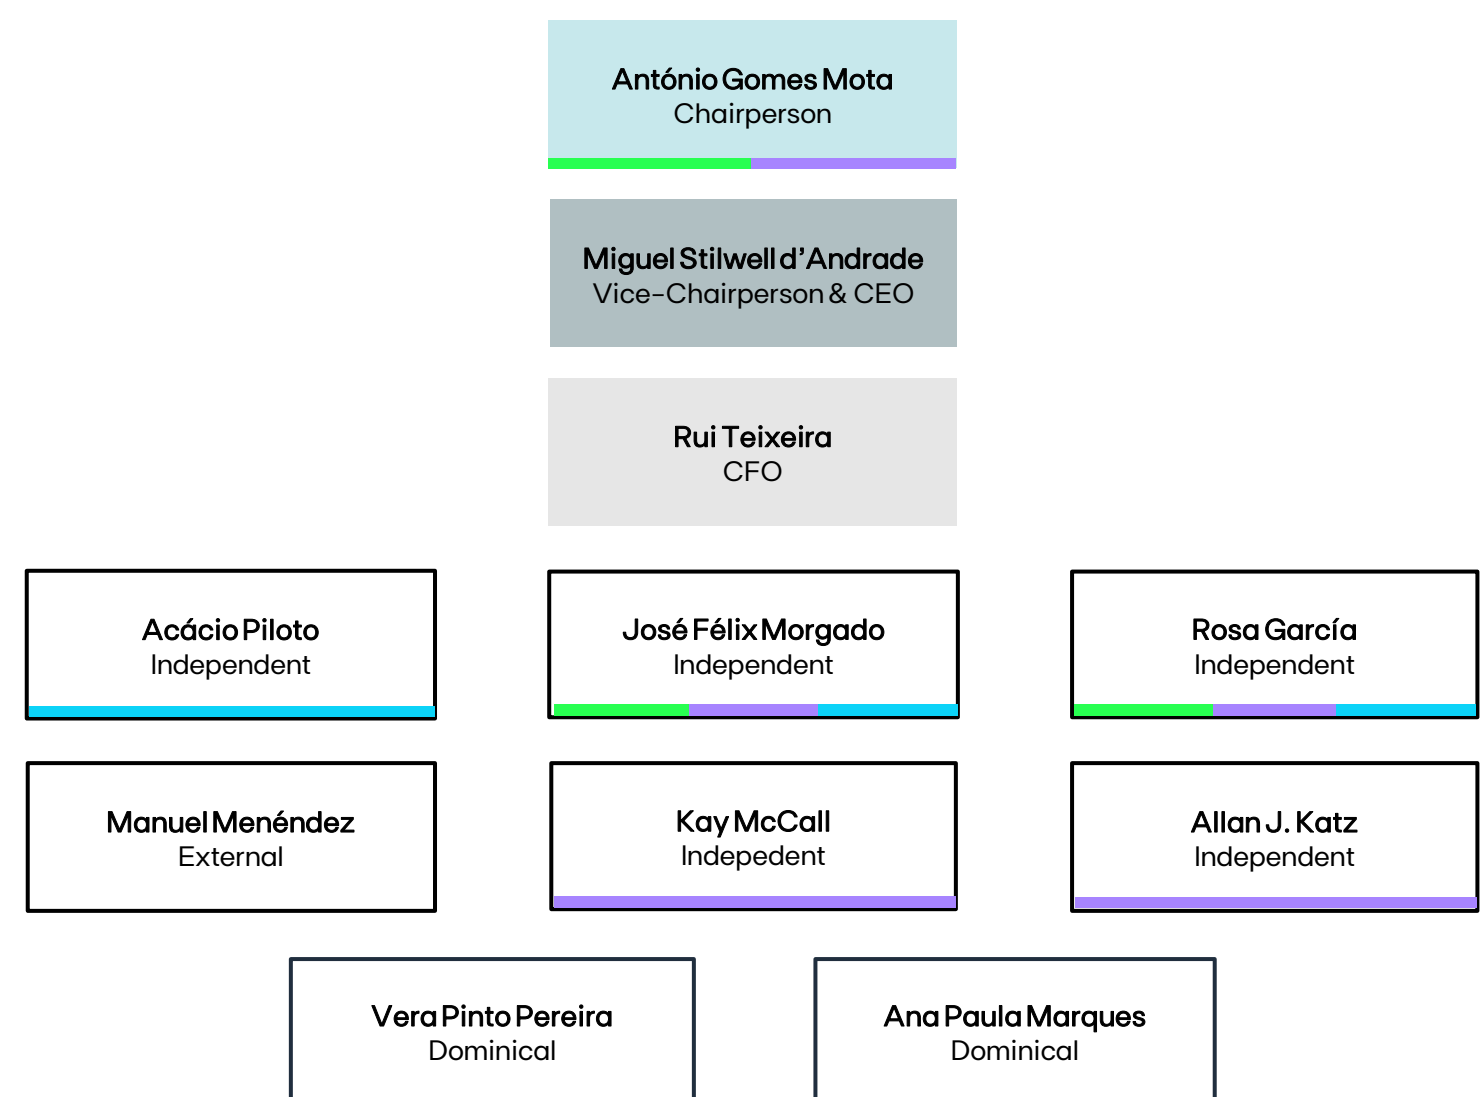 António Gomes Mota
Chairperson
Miguel Stilwell d’Andrade
Vice-Chairperson & CEO
Rui Teixeira
CFO
Acácio Piloto
Independent
José Félix Morgado
Independent
Rosa García
Independent
Manuel Menéndez
External
Kay McCall
Indepedent
Allan J. Katz
Independent
Vera Pinto Pereira
Dominical
Ana Paula Marques
Dominical